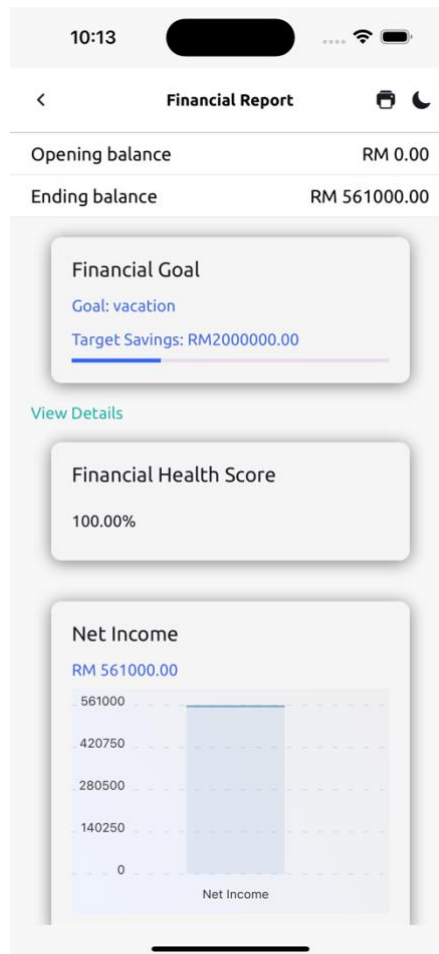 10:13
Financial Report
Opening balance RM 0.00
Ending balance RM 561000.00
Financial Goal
Goal: vacation
Target Savings: RM2000000.00
View Details
Financial Health Score
100.00%
Net Income
RM 561000.00
561000
420750
280500
140250
0
Net Income